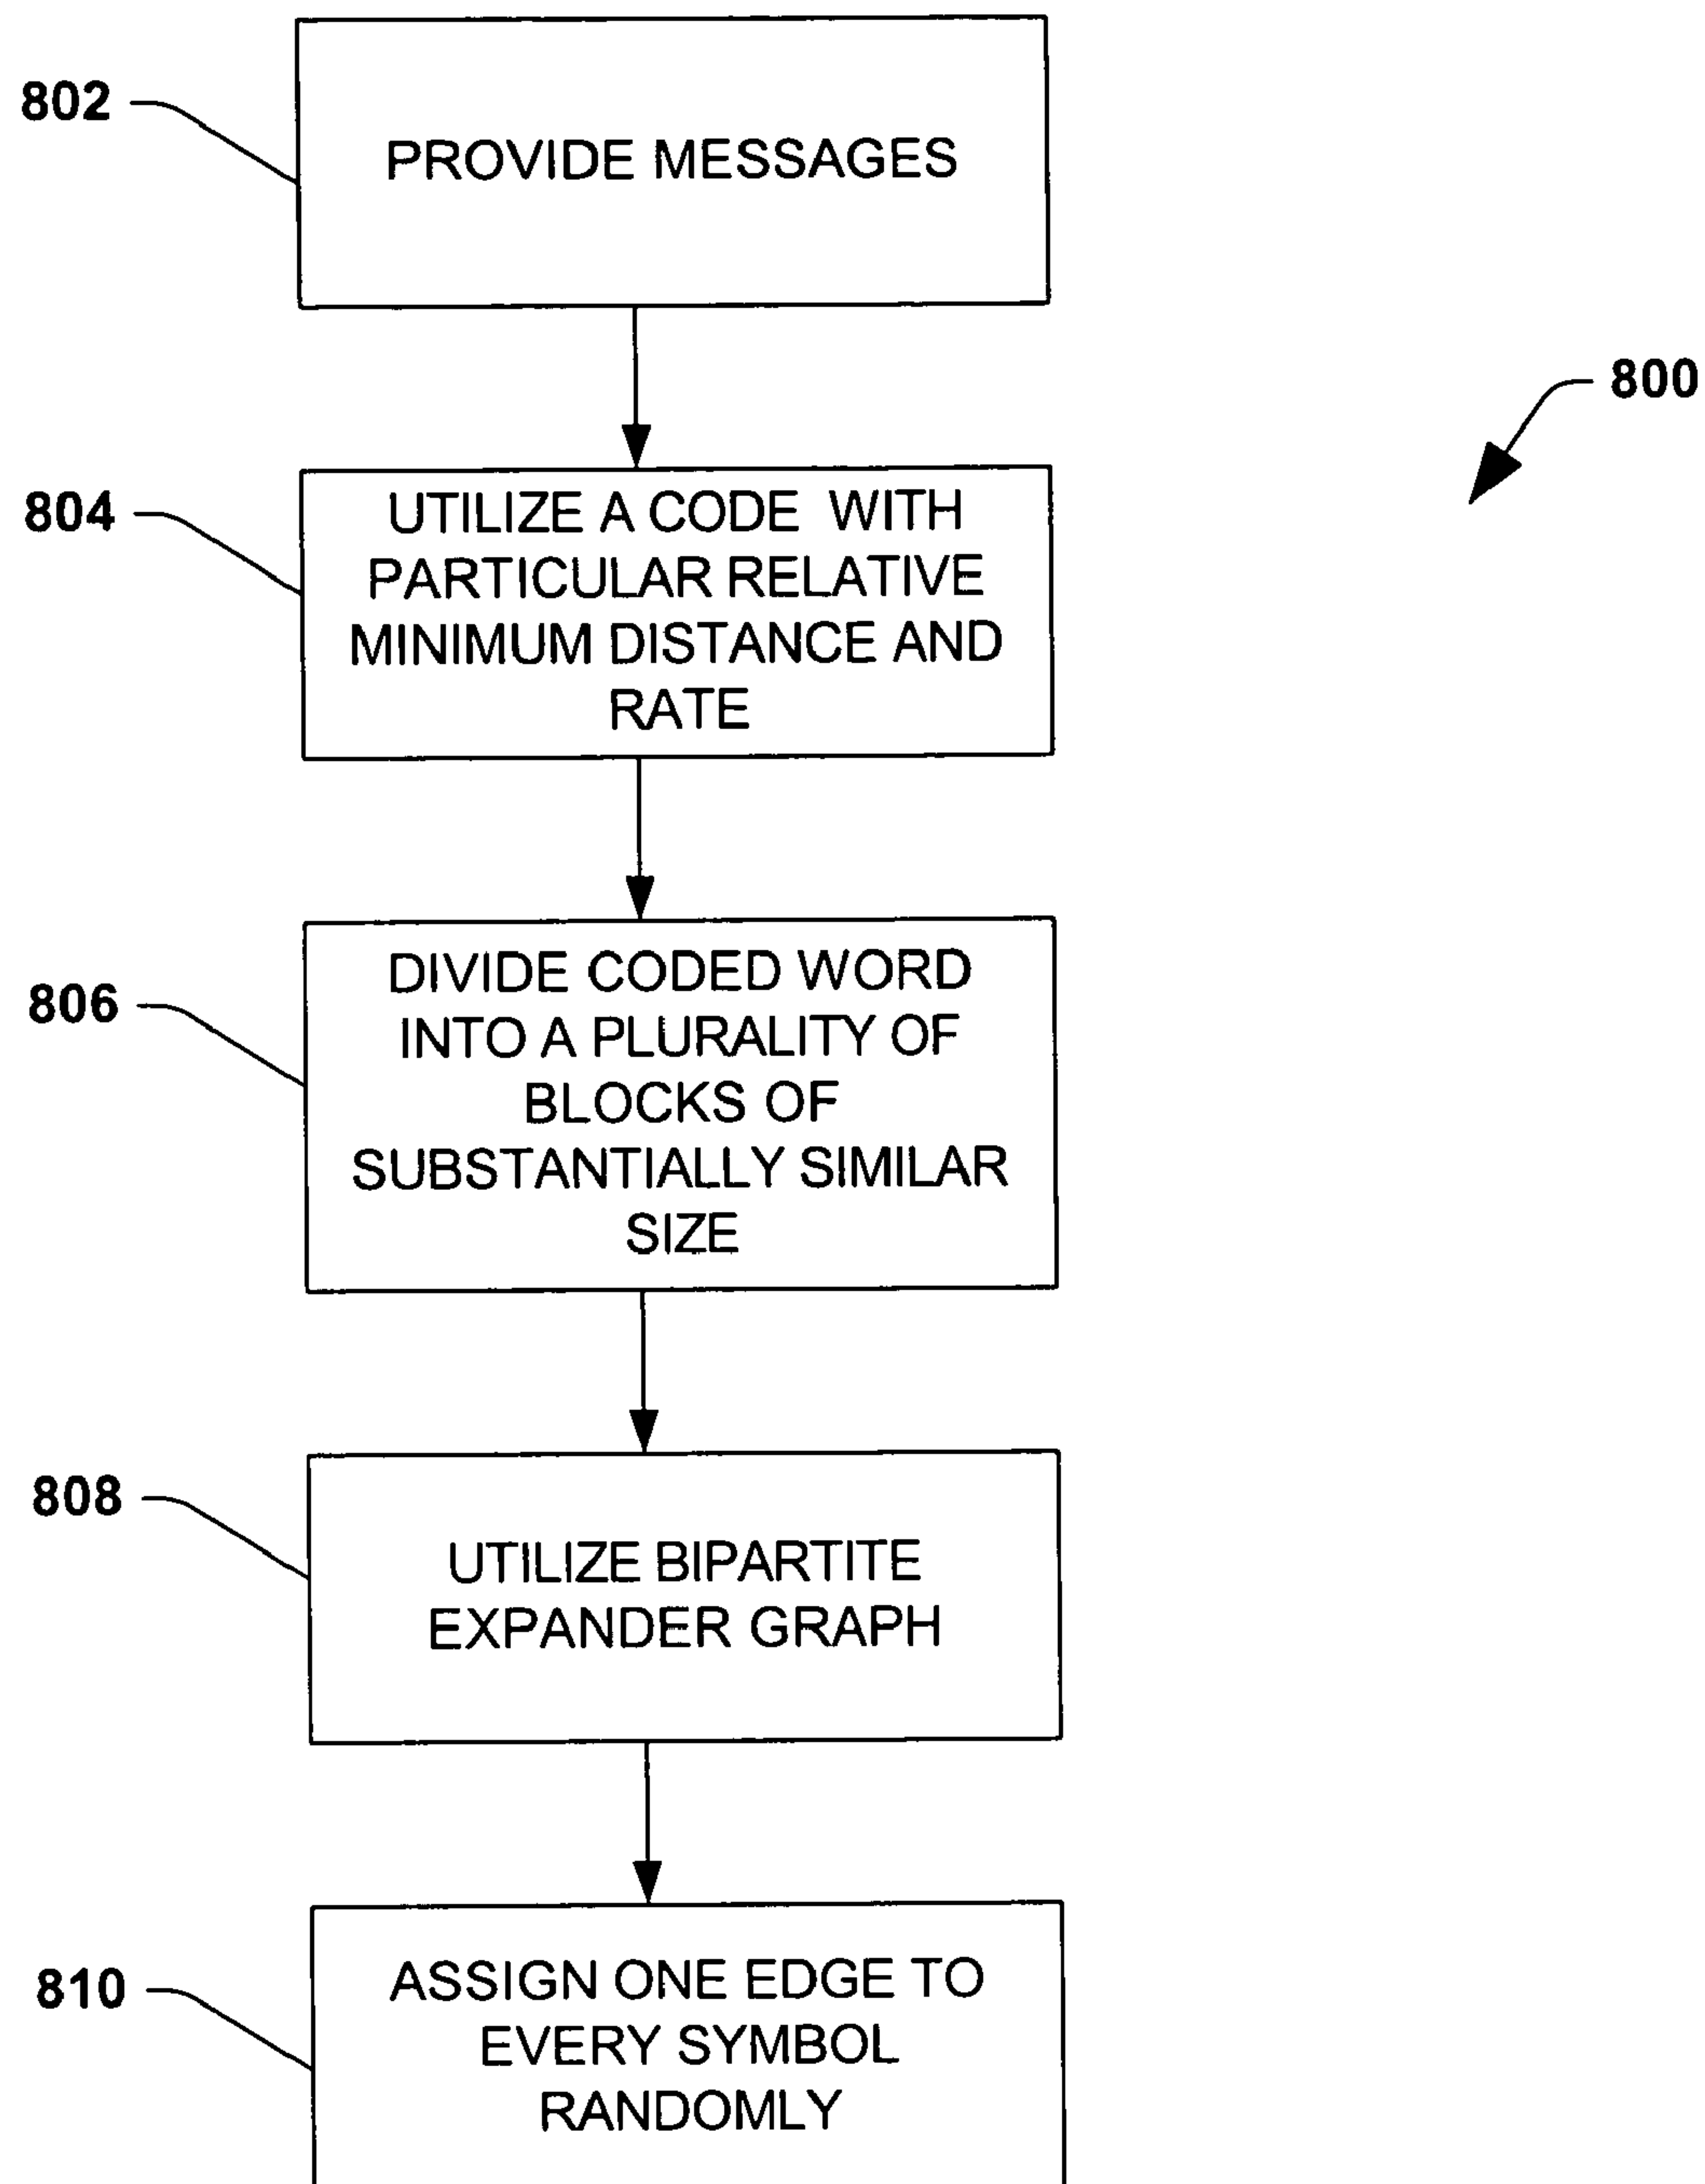 802
PROVIDE MESSAGES
800
804
UTILIZE A CODE WITH
PARTICULAR RELATIVE
MINIMUM DISTANCE AND
RATE
806
DIVIDE CODED WORD
INTO A PLURALITY OF
BLOCKS OF
SUBSTANTIALLY SIMILAR
SIZE
808
UTILIZE BIPARTITE
EXPANDER GRAPH
810
ASSIGN ONE EDGE TO
EVERY SYMBOL
RANDOMLY